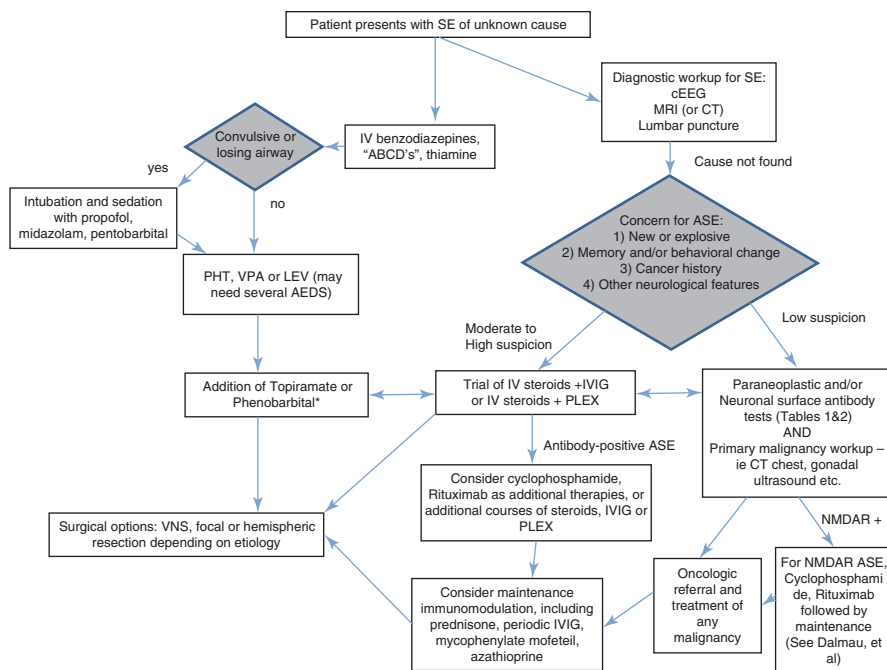 Patient presents with SE of unknown cause
Diagnostic workup for SE:
cEEG
MRI (or CT)
Lumbar puncture
Convulsive or
losing airway
IV benzodiazepines,
“ABCD’s”, thiamine
yes
no
Cause not found
Intubation and sedation
with propofol,
midazolam, pentobarbital
Concern for ASE:
1) New or explosive
2) Memory and/or behavioral change
3) Cancer history
4) Other neurological features
PHT, VPA or LEV (may
need several AEDS)
Moderate to
High suspicion
Low suspicion
Addition of Topiramate or
Phenobarbital*
Trial of IV steroids +IVIG
or IV steroids + PLEX
Paraneoplastic and/or
Neuronal surface antibody
tests (Tables 1&2)
AND
Primary malignancy workup –
ie CT chest, gonadal
ultrasound etc.
Antibody-positive ASE
Consider cyclophosphamide,
Rituximab as additional therapies, or
additional courses of steroids, IVIG or
PLEX
Surgical options: VNS, focal or hemispheric
resection depending on etiology
NMDAR +
Consider maintenance
immunomodulation, including
prednisone, periodic IVIG,
mycophenylate mofeteil,
azathioprine
Oncologic
referral and
treatment of
any
malignancy
For NMDAR ASE,
Cyclophosphami
de, Rituximab
followed by
maintenance
(See Dalmau, et
al)